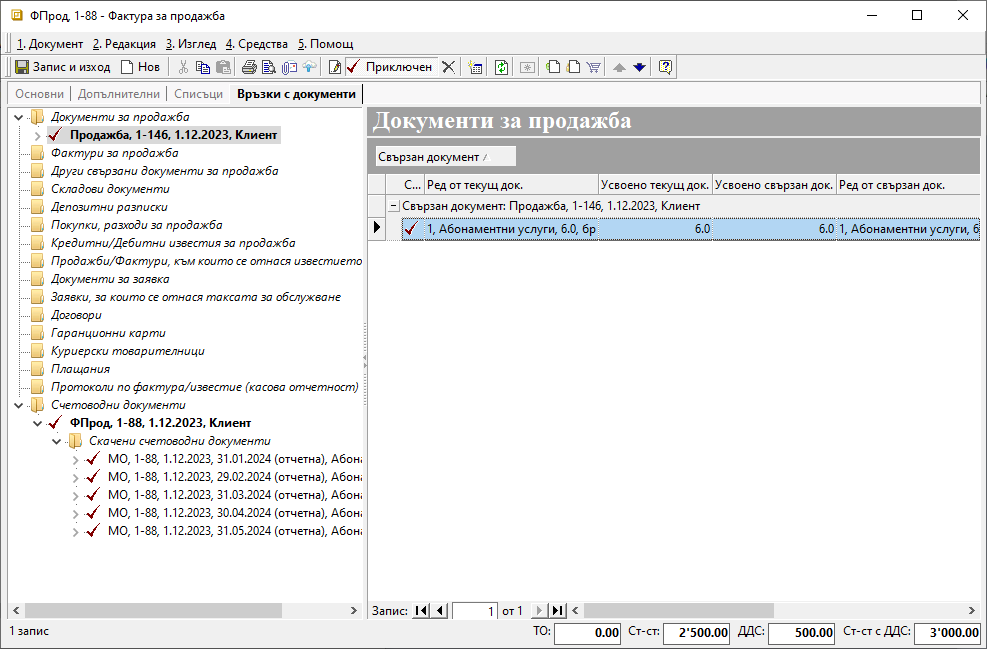 ФПрод, 1-88 - Фактура за продажба
1. Документ 2. Редакция 3. Изглед 4. Средства 5. Помощ
Запис и изход Нов Приключен
Основни Допълнителни Списъци Връзки с документи
Документи за продажба
Продажба, 1-146, 1.12.2023, Клиент
Фактури за продажба
Други свързани документи за продажба
Складови документи
Депозитни разписки
Покупки, разходи за продажба
Кредитни/Дебитни известия за продажба
Продажби/Фактури, към които се отнася известието
Документи за заявка
Заявки, за които се отнася таксата за обслужване
Договори
Гаранционни карти
Куриерски товарителници
Плащания
Протоколи по фактура/известие (касова отчетност)
Счетоводни документи
ФПрод, 1-88, 1.12.2023, Клиент
Скачени счетоводни документи
МО, 1-88, 1.12.2023, 31.01.2024 (отчетна), Абона
МО, 1-88, 1.12.2023, 29.02.2024 (отчетна), Абона
МО, 1-88, 1.12.2023, 31.03.2024 (отчетна), Абона
МО, 1-88, 1.12.2023, 30.04.2024 (отчетна), Абона
МО, 1-88, 1.12.2023, 31.05.2024 (отчетна), Абона
Документи за продажба
Свързан документ
С... Ред от текущ док. Усвоено текущ док. Усвоено свързан док. Ред от свързан док.
Свързан документ: Продажба, 1-146, 1.12.2023, Клиент
1, Абонаментни услуги, 6.0, бр 6.0 6.0 1, Абонаментни услуги, 6
Запис: 1 от 1
1 запис ТО: 0.00 Ст-ст: 2'500.00 ДДС: 500.00 Ст-ст с ДДС: 3'000.00